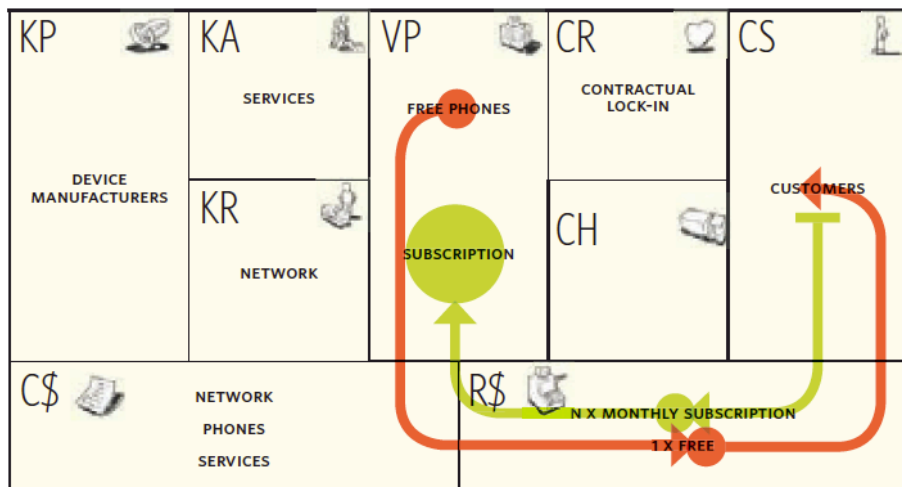 KP
DEVICE
MANUFACTURERS
KA
SERVICES
KR
NETWORK
VP
FREE PHONES
SUBSCRIPTION
CR
CONTRACTUAL
LOCK-IN
CH
CS
CUSTOMERS
C$
NETWORK
PHONES
SERVICES
R$
N X MONTHLY SUBSCRIPTION
1 X FREE